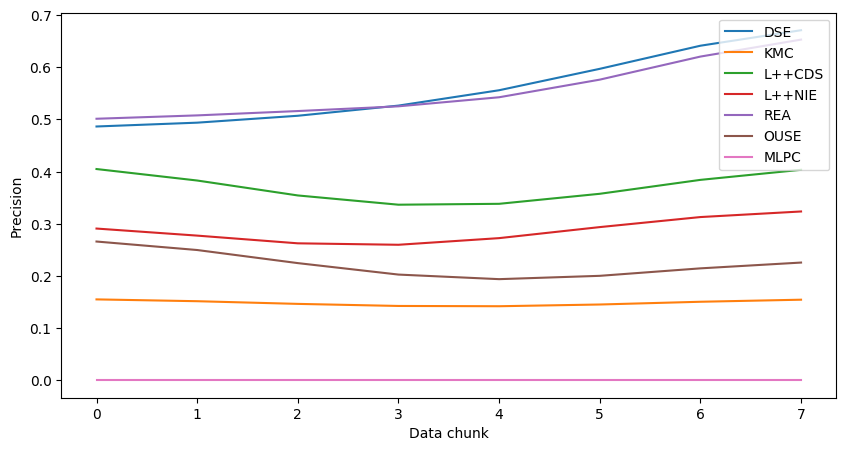 0.7
0.6
0.5
0.4
0.3
0.2
0.1
0.0
Precision
0 1 2 3 4 5 6 7
Data chunk
DSE
KMC
L++CDS
L++NIE
REA
OUSE
MLPC